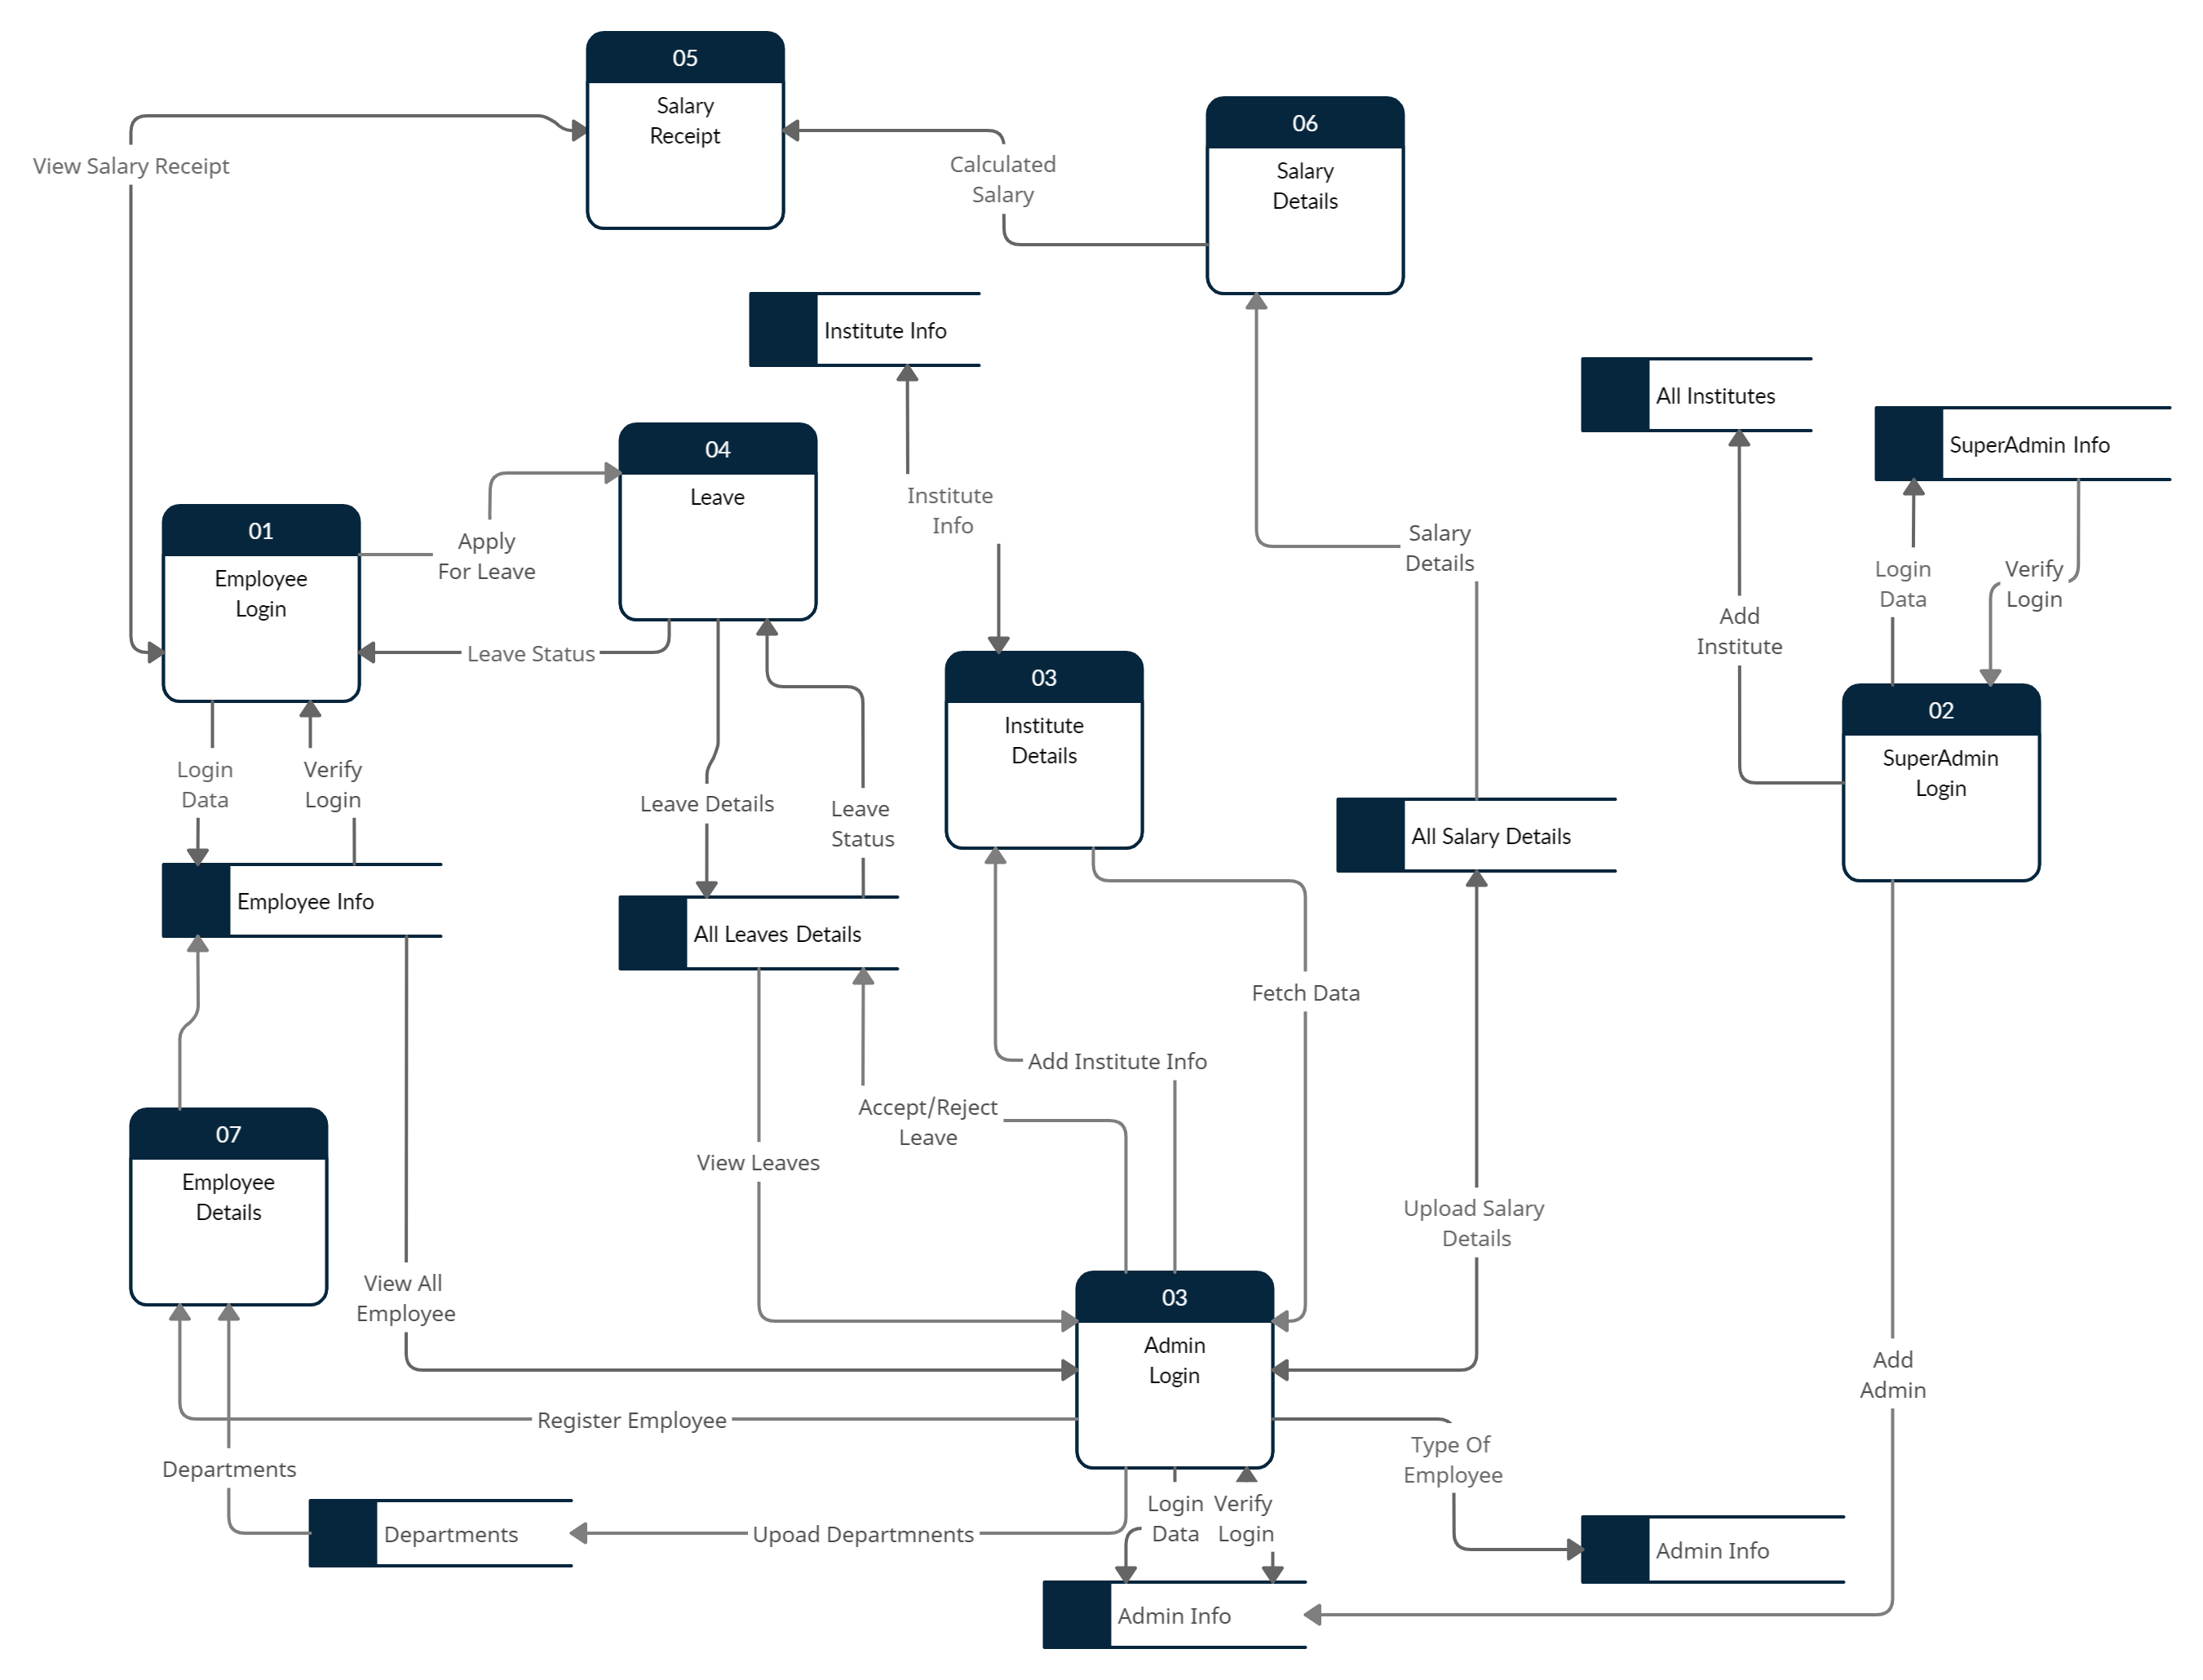 05
Salary
Receipt
06
Salary
Details
View Salary Receipt
Calculated
Salary
Institute Info
All Institutes
SuperAdmin Info
04
Leave
Institute
Info
01
Employee
Login
Apply
For Leave
Salary
Details
Login
Data
Verify
Login
Add
Institute
Leave Status
03
Institute
Details
02
SuperAdmin
Login
Login
Data
Verify
Login
Leave Details
Leave
Status
All Salary Details
Employee Info
All Leaves Details
Fetch Data
Add Institute Info
Accept/Reject
Leave
07
Employee
Details
View Leaves
Upload Salary
Details
View All
Employee
03
Admin
Login
Add
Admin
Register Employee
Type Of
Employee
Departments
Login
Data
Verify
Login
Departments
Upoad Departmnents
Admin Info
Admin Info